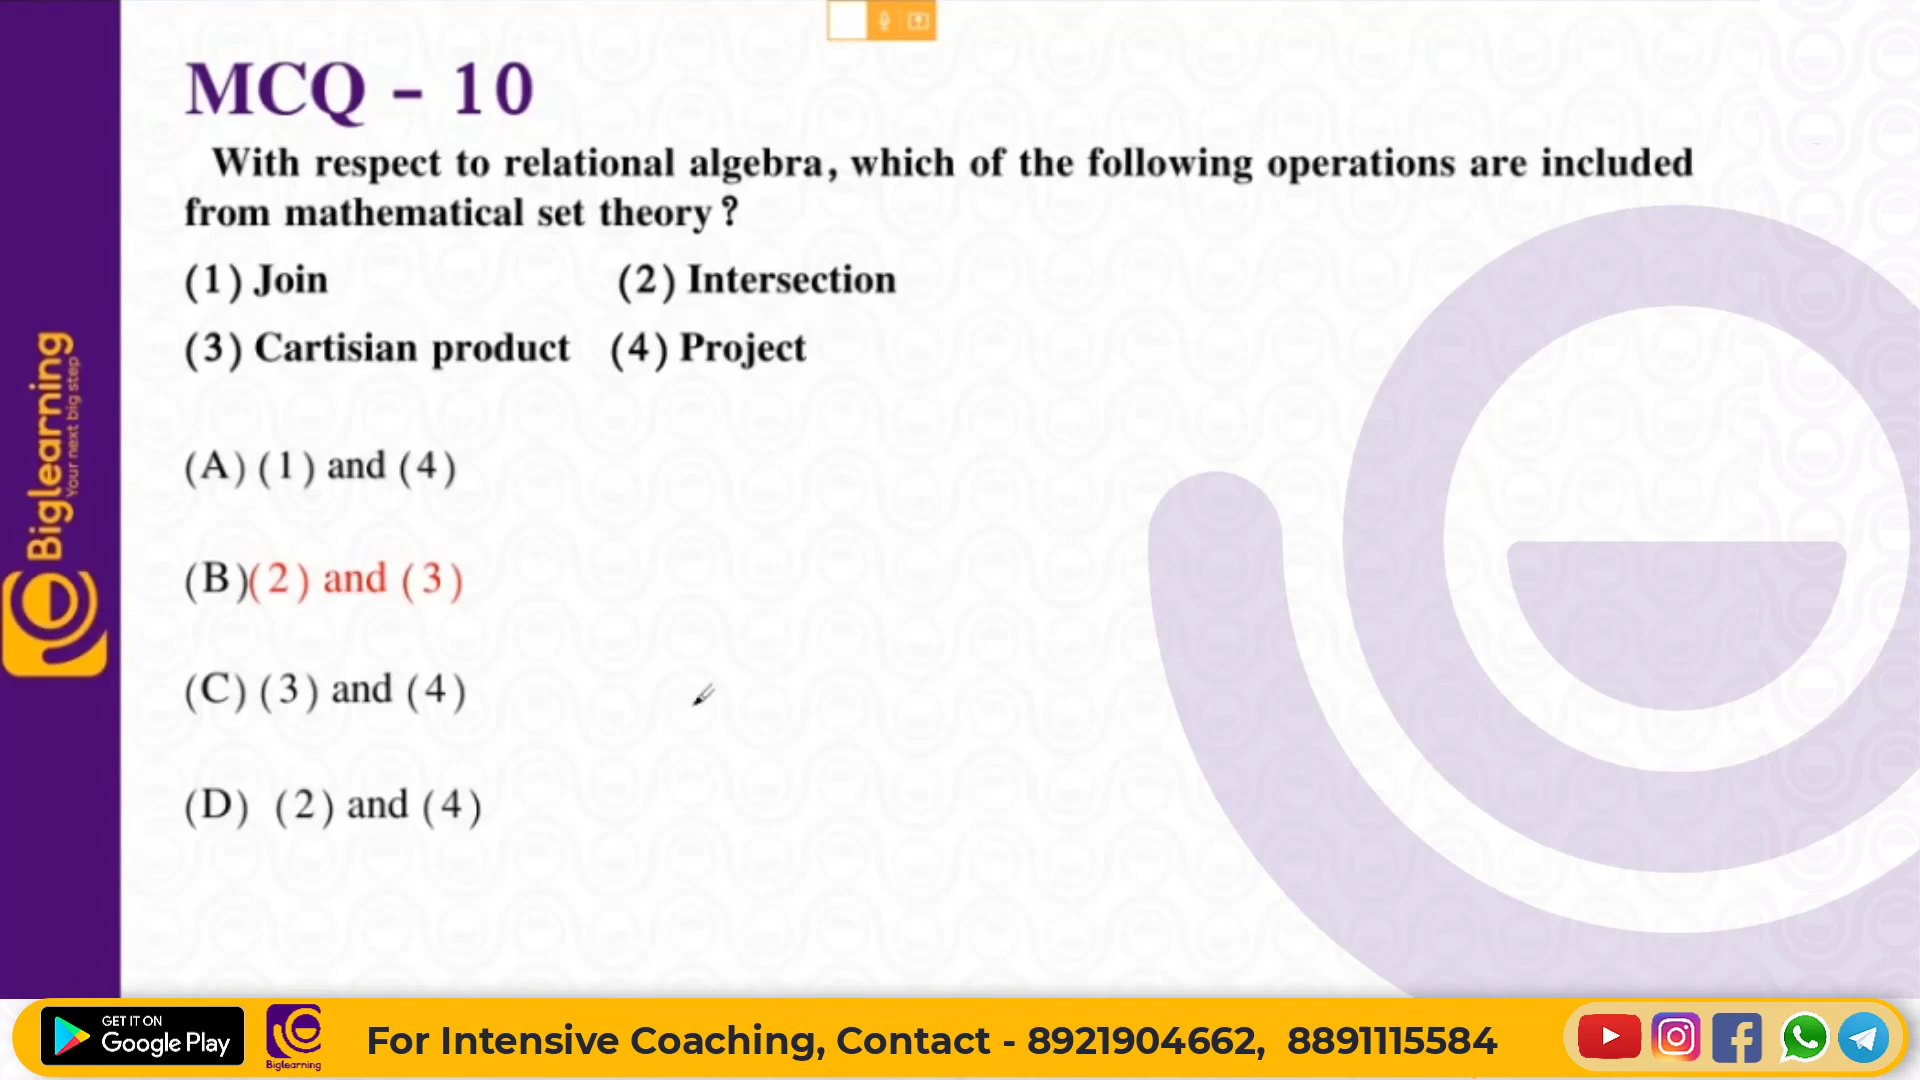 MCQ - 10
With respect to relational algebra, which of the following operations are included
from mathematical set theory?
(1) Join (2) Intersection
(3) Cartisian product (4) Project
(A) (1) and (4)
(B)(2) and (3)
(C) (3) and (4)
(D) (2) and (4)
Biglearning
Your next big step
GET IT ON
Google Play
Biglearning
For Intensive Coaching, Contact - 8921904662, 8891115584